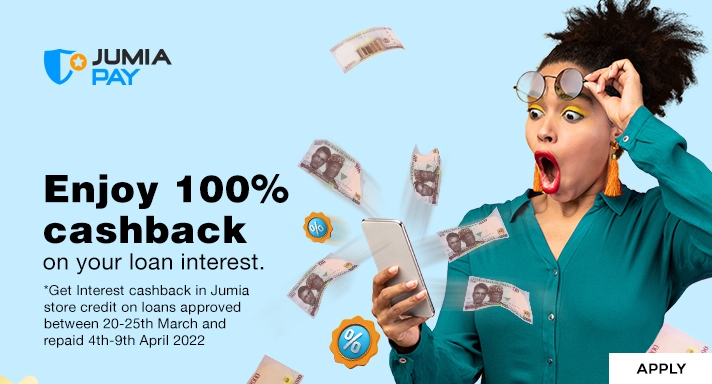 JUMIA
PAY
Enjoy 100%
cashback
on your loan interest.
*Get Interest cashback in Jumia
store credit on loans approved
between 20-25th March and
repaid 4th-9th April 2022
%
%
APPLY